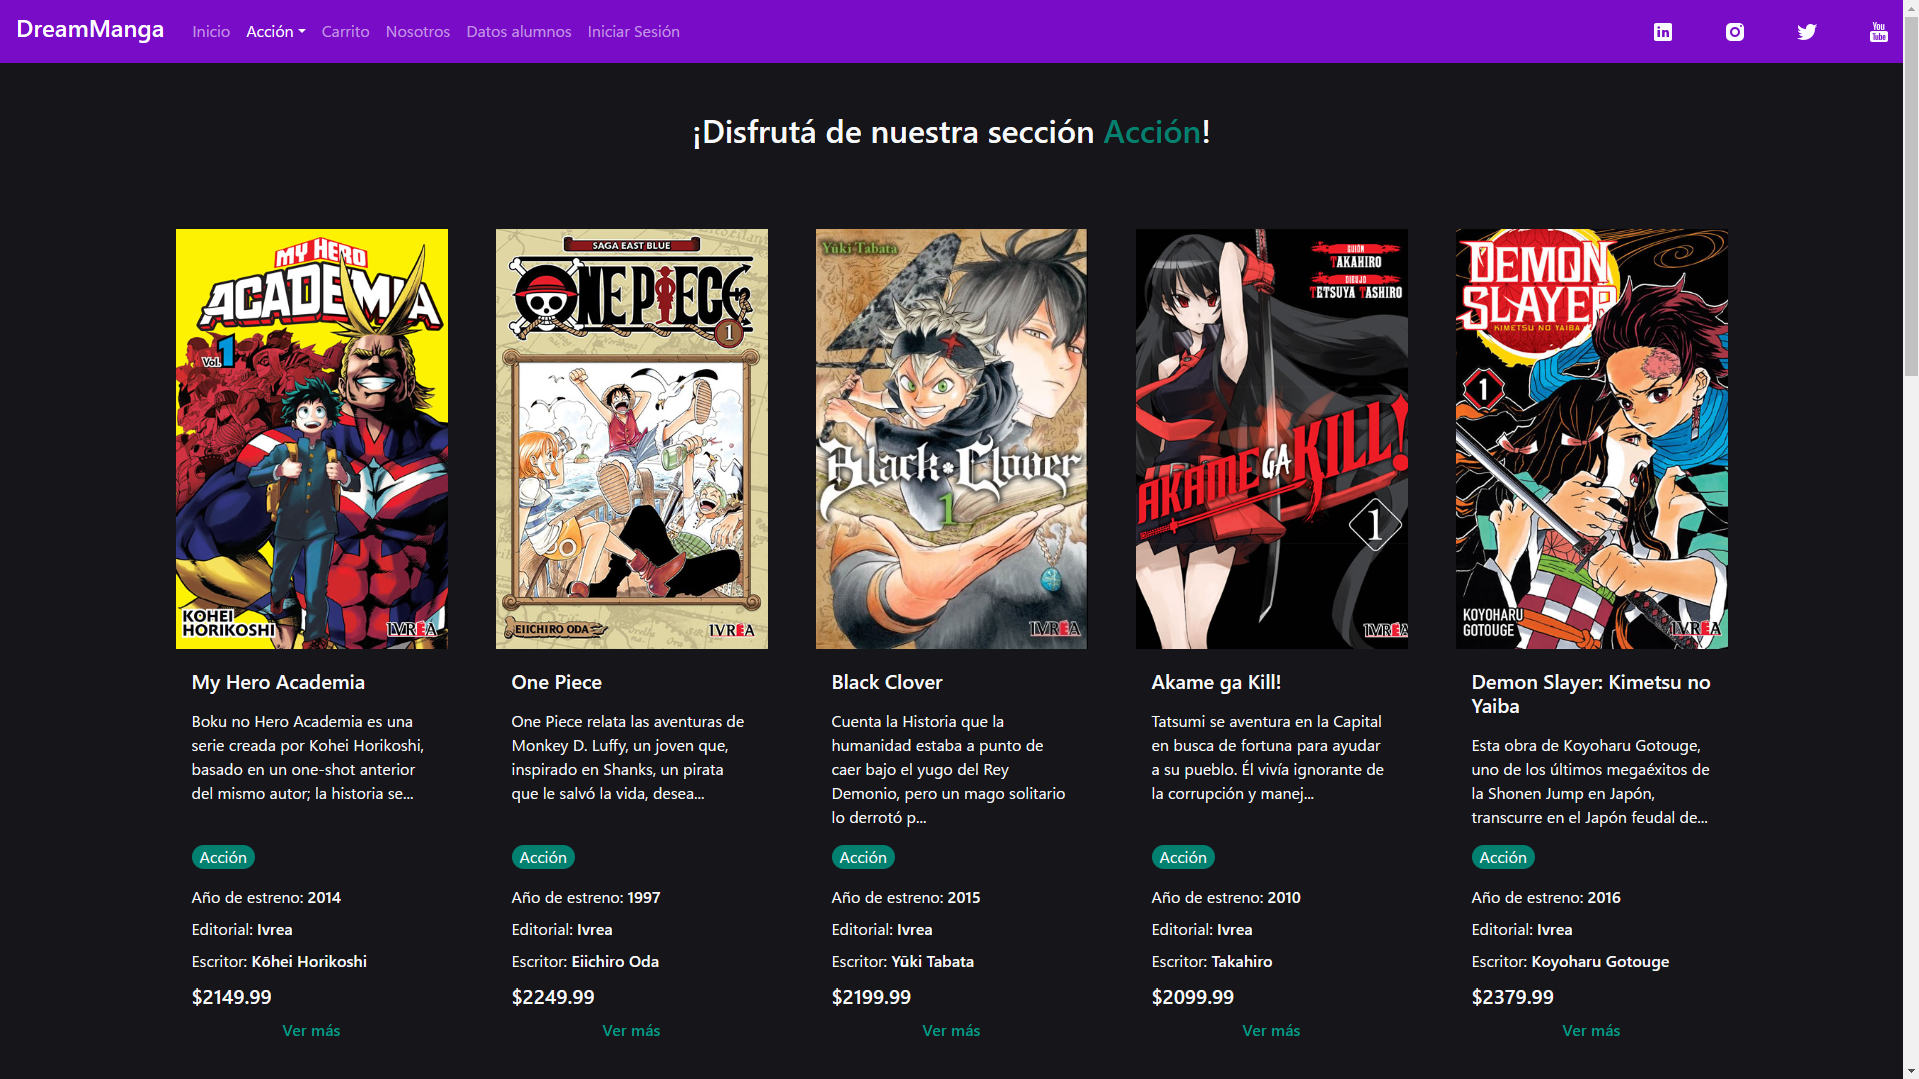 DreamManga
Inicio
Acción
Carrito
Nosotros
Datos alumnos
Iniciar Sesión
You
Tube
¡Disfrutá de nuestra sección Acción!
MY HERO
ACADEMIA
Vol. 1
KOHEI
HORIKOSHI
IVREA
SAGA EAST BLUE
ONE PIECE
1
EIICHIRO ODA
IVREA
Yūki Tabata
Black Clover
1
IVREA
GUIÓN
TAKAHIRO
DIBUJO
TETSUYA TASHIRO
AKAME GA KILL!
1
IVREA
DEMON
SLAYER
KIMETSU NO YAIBA
1
KOYOHARU
GOTOUGE
IVREA
My Hero Academia
Boku no Hero Academia es una
serie creada por Kohei Horikoshi,
basado en un one-shot anterior
del mismo autor; la historia se...
Acción
Año de estreno: 2014
Editorial: Ivrea
Escritor: Kōhei Horikoshi
$2149.99
Ver más
One Piece
One Piece relata las aventuras de
Monkey D. Luffy, un joven que,
inspirado en Shanks, un pirata
que le salvó la vida, desea...
Acción
Año de estreno: 1997
Editorial: Ivrea
Escritor: Eiichiro Oda
$2249.99
Ver más
Black Clover
Cuenta la Historia que la
humanidad estaba a punto de
caer bajo el yugo del Rey
Demonio, pero un mago solitario
lo derrotó p...
Acción
Año de estreno: 2015
Editorial: Ivrea
Escritor: Yūki Tabata
$2199.99
Ver más
Akame ga Kill!
Tatsumi se aventura en la Capital
en busca de fortuna para ayudar
a su pueblo. Él vivía ignorante de
la corrupción y manej...
Acción
Año de estreno: 2010
Editorial: Ivrea
Escritor: Takahiro
$2099.99
Ver más
Demon Slayer: Kimetsu no
Yaiba
Esta obra de Koyoharu Gotouge,
uno de los últimos megaéxitos de
la Shonen Jump en Japón,
transcurre en el Japón feudal de...
Acción
Año de estreno: 2016
Editorial: Ivrea
Escritor: Koyoharu Gotouge
$2379.99
Ver más